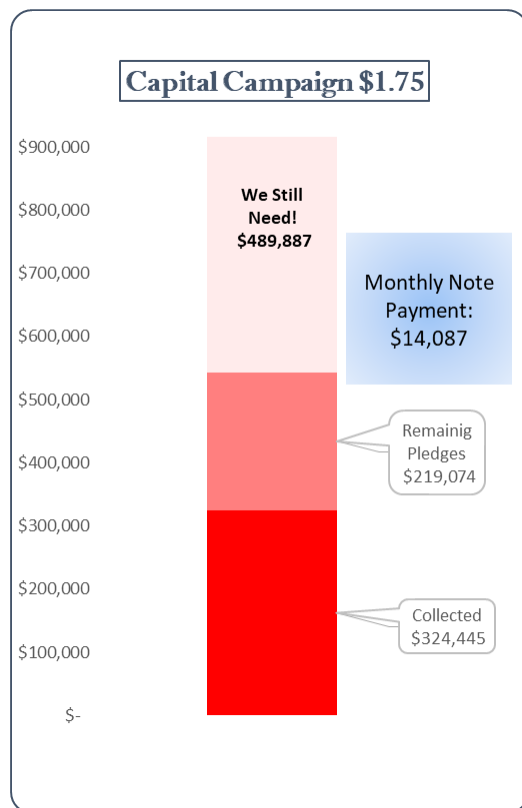 Capital Campaign $1.75
$900,000
$800,000
$700,000
$600,000
$500,000
$400,000
$300,000
$200,000
$100,000
$-
We Still
Need!
$489,887
Monthly Note
Payment:
$14,087
Remainig
Pledges
$219,074
Collected
$324,445